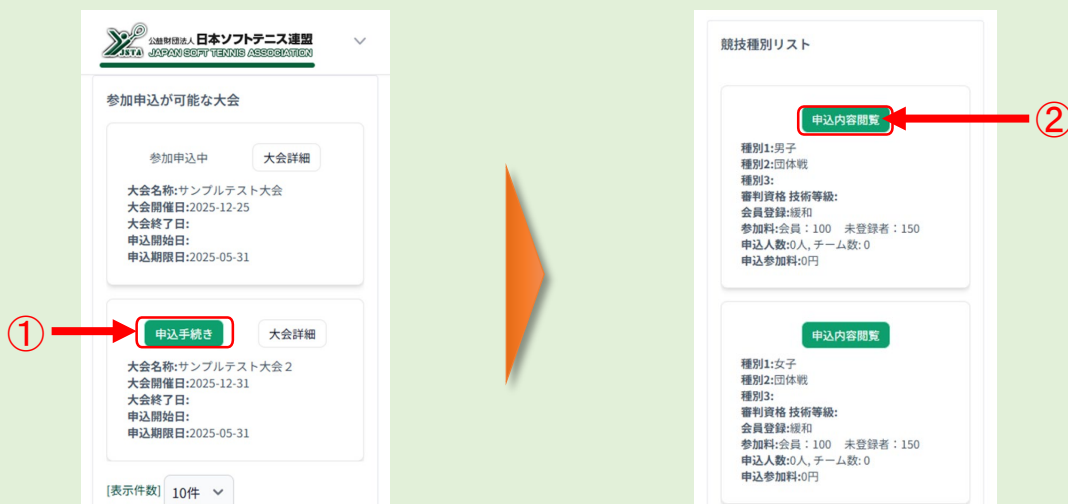 公益財団法人 日本ソフトテニス連盟
JSTA JAPAN SOFT TENNIS ASSOCIATION
参加申込が可能な大会
参加申込中 大会詳細
大会名称:サンプルテスト大会
大会開催日:2025-12-25
大会終了日:
申込開始日:
申込期限日:2025-05-31
①
申込手続き 大会詳細
大会名称:サンプルテスト大会２
大会開催日:2025-12-31
大会終了日:
申込開始日:
申込期限日:2025-05-31
[表示件数] 10件
競技種別リスト
申込内容閲覧
②
種別1:男子
種別2:団体戦
種別3:
審判資格 技術等級:
会員登録:緩和
参加料:会員：100　未登録者：150
申込人数:0人, チーム数: 0
申込参加料:0円
申込内容閲覧
種別1:女子
種別2:団体戦
種別3:
審判資格 技術等級:
会員登録:緩和
参加料:会員：100　未登録者：150
申込人数:0人, チーム数: 0
申込参加料:0円